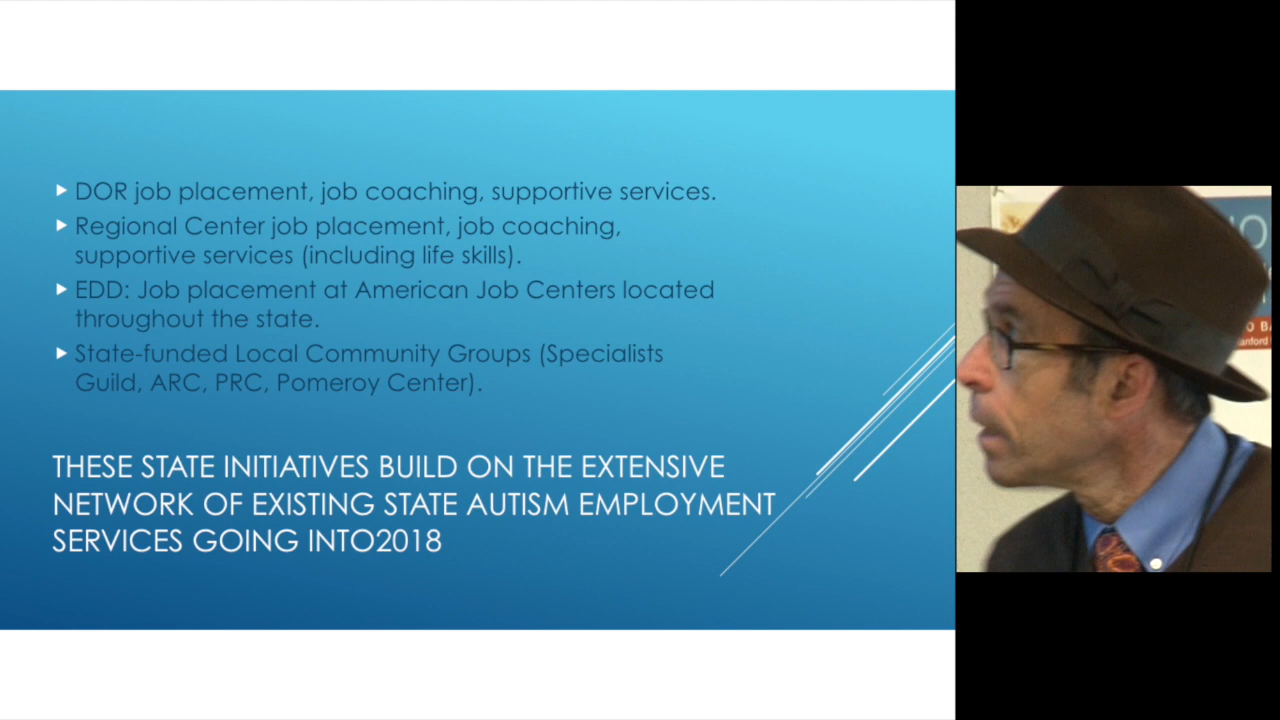 DOR job placement, job coaching, supportive services.
Regional Center job placement, job coaching,
supportive services (including life skills).
EDD: Job placement at American Job Centers located
throughout the state.
State-funded Local Community Groups (Specialists
Guild, ARC, PRC, Pomeroy Center).
THESE STATE INITIATIVES BUILD ON THE EXTENSIVE
NETWORK OF EXISTING STATE AUTISM EMPLOYMENT
SERVICES GOING INTO2018